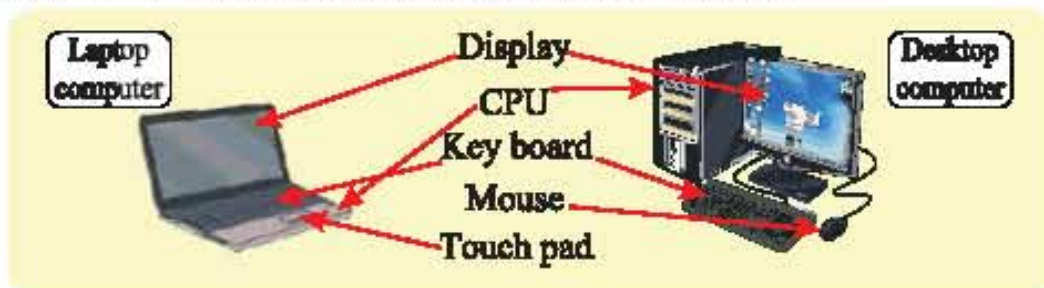 Laptop
computer
Display
CPU
Key board
Mouse
Touch pad
Desktop
computer